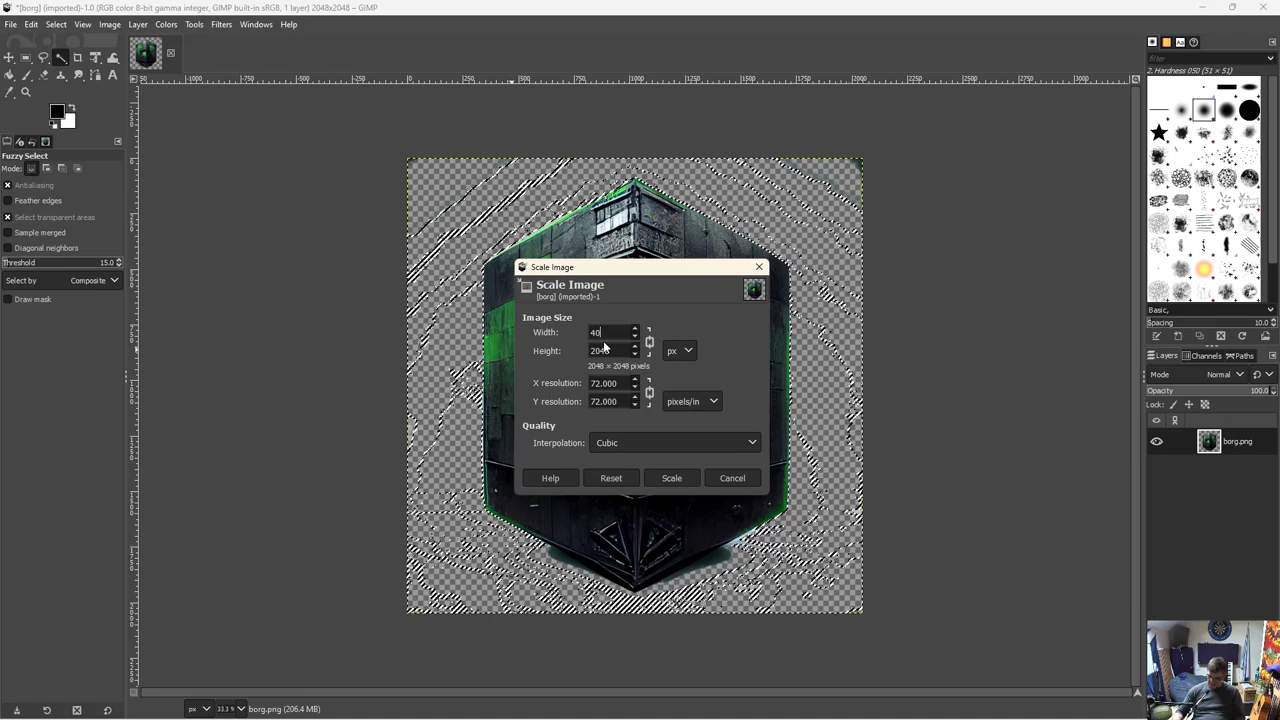 *[borg] (imported)-1.0 (RGB color 8-bit gamma integer, GIMP built-in sRGB, 1 layer) 2048x2048 – GIMP
File Edit Select View Image Layer Colors Tools Filters Windows Help
Fuzzy Select
Mode:
Antialiasing
Feather edges
Select transparent areas
Sample merged
Diagonal neighbors
Threshold 15.0
Select by Composite
Draw mask
Scale Image
Scale Image
[borg] (imported)-1
Image Size
Width: 40
Height: 2048
px
2048 × 2048 pixels
X resolution: 72.000
Y resolution: 72.000
pixels/in
Quality
Interpolation: Cubic
Help Reset Scale Cancel
filter
2. Hardness 050 (51 × 51)
Basic,
Spacing 10.0
Layers Channels Paths
Mode Normal
Opacity 100.0
Lock:
borg.png
px 33.3 % borg.png (206.4 MB)